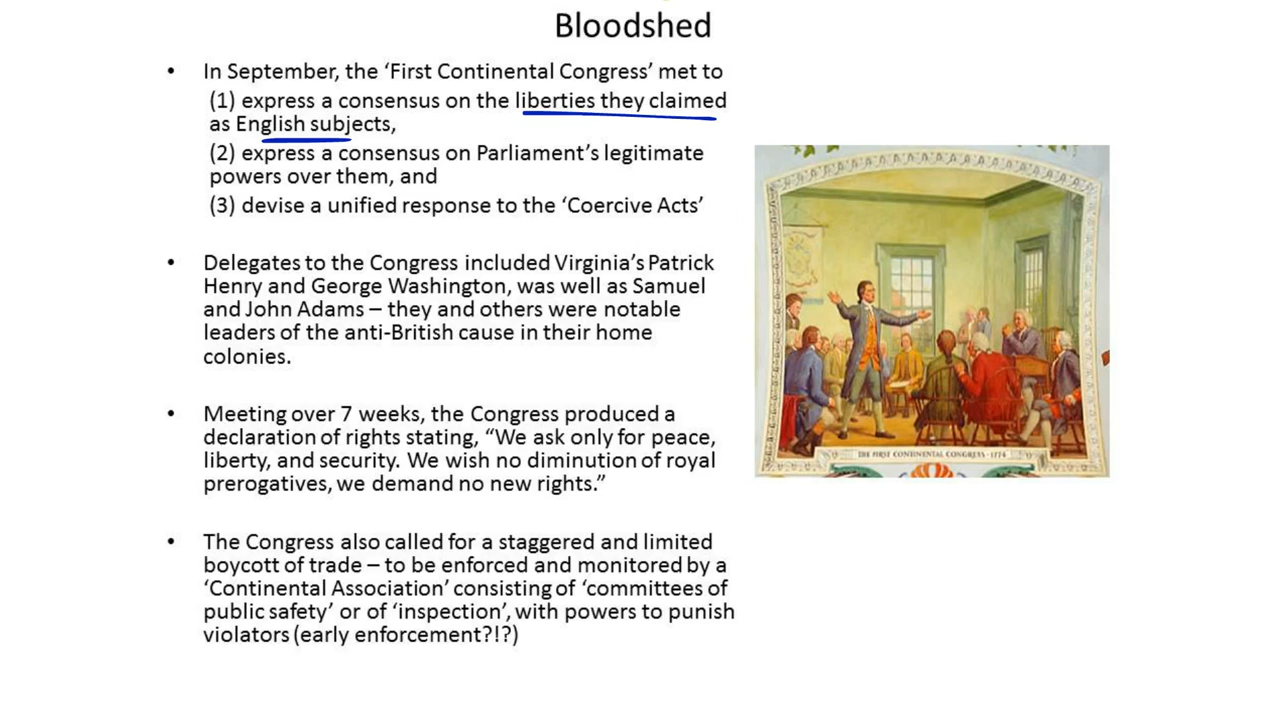 Bloodshed
• In September, the ‘First Continental Congress’ met to
(1) express a consensus on the liberties they claimed
as English subjects,
(2) express a consensus on Parliament’s legitimate
powers over them, and
(3) devise a unified response to the ‘Coercive Acts’
• Delegates to the Congress included Virginia’s Patrick
Henry and George Washington, was well as Samuel
and John Adams – they and others were notable
leaders of the anti-British cause in their home
colonies.
• Meeting over 7 weeks, the Congress produced a
declaration of rights stating, “We ask only for peace,
liberty, and security. We wish no diminution of royal
prerogatives, we demand no new rights.”
• The Congress also called for a staggered and limited
boycott of trade – to be enforced and monitored by a
‘Continental Association’ consisting of ‘committees of
public safety’ or of ‘inspection’, with powers to punish
violators (early enforcement?!?)
THE FIRST CONTINENTAL CONGRESS · 1774